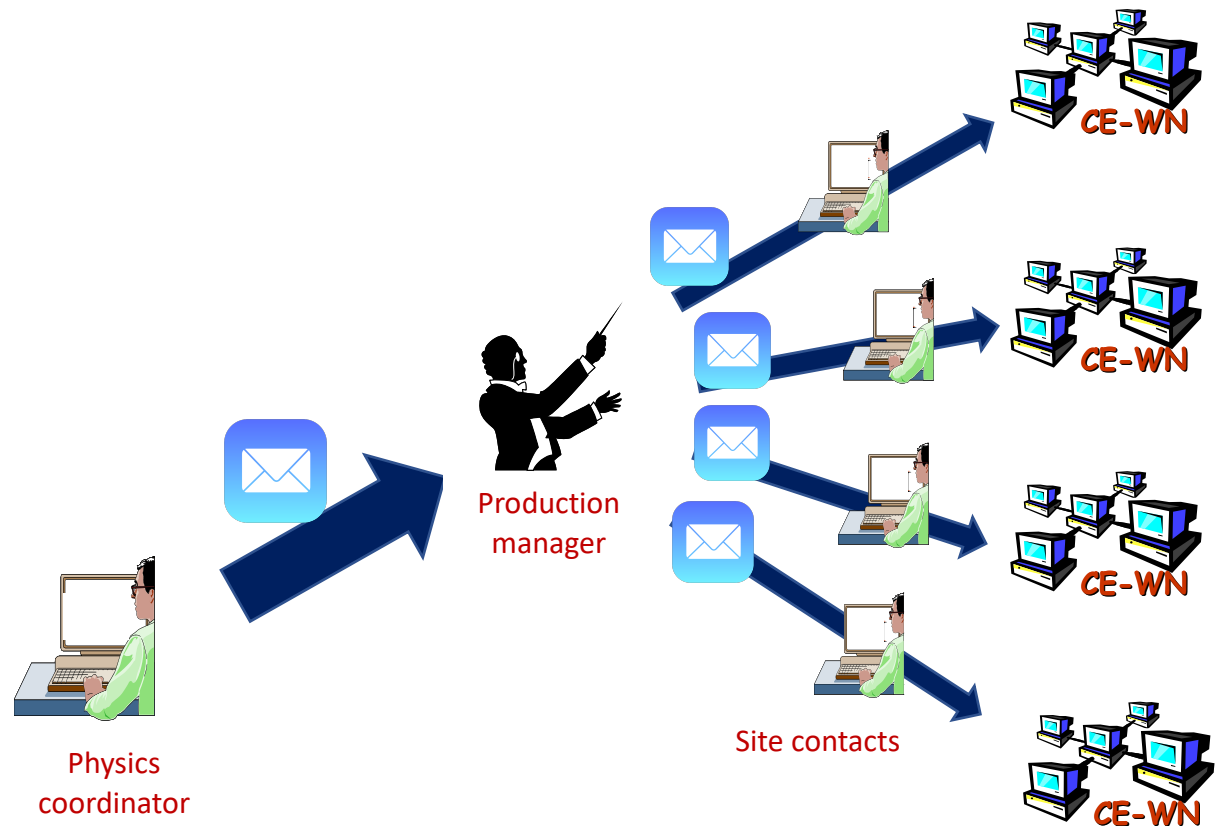 CE-WN
CE-WN
Production
manager
CE-WN
Site contacts
Physics
coordinator
CE-WN